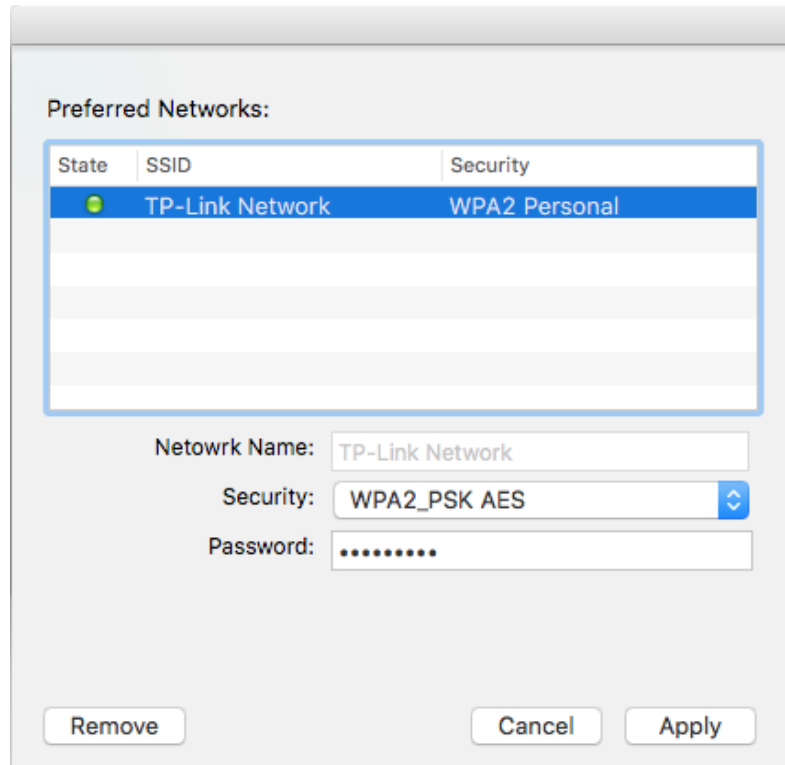 Preferred Networks:
State SSID Security
TP-Link Network WPA2 Personal
Netowrk Name: TP-Link Network
Security: WPA2_PSK AES
Password: •••••••••
Remove Cancel Apply